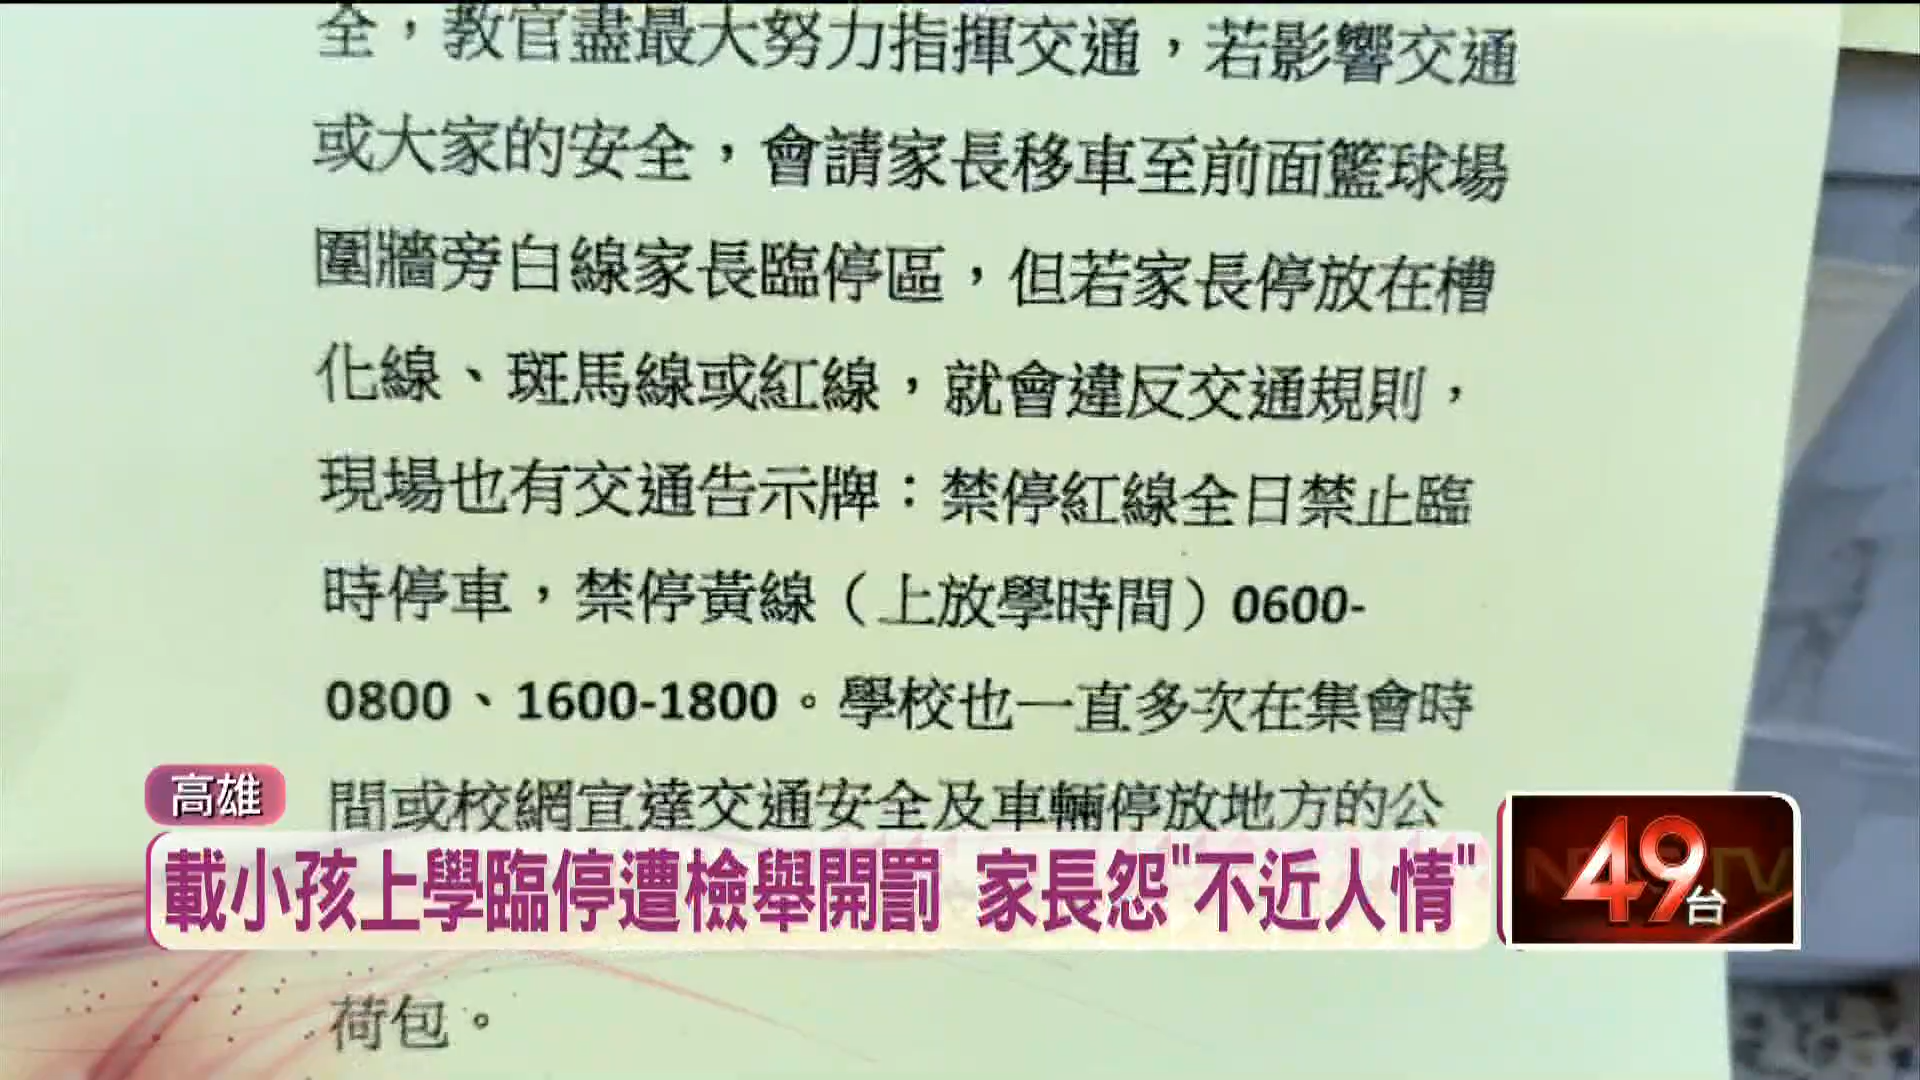 全，教官盡最大努力指揮交通，若影響交通
或大家的安全，會請家長移車至前面籃球場
圍牆旁白線家長臨停區，但若家長停放在槽
化線、斑馬線或紅線，就會違反交通規則，
現場也有交通告示牌：禁停紅線全日禁止臨
時停車，禁停黃線（上放學時間）0600-
0800、1600-1800。學校也一直多次在集會時
間或校網宣達交通安全及車輛停放地方的公
荷包。
高雄
載小孩上學臨停遭檢舉開罰 家長怨"不近人情"
49台